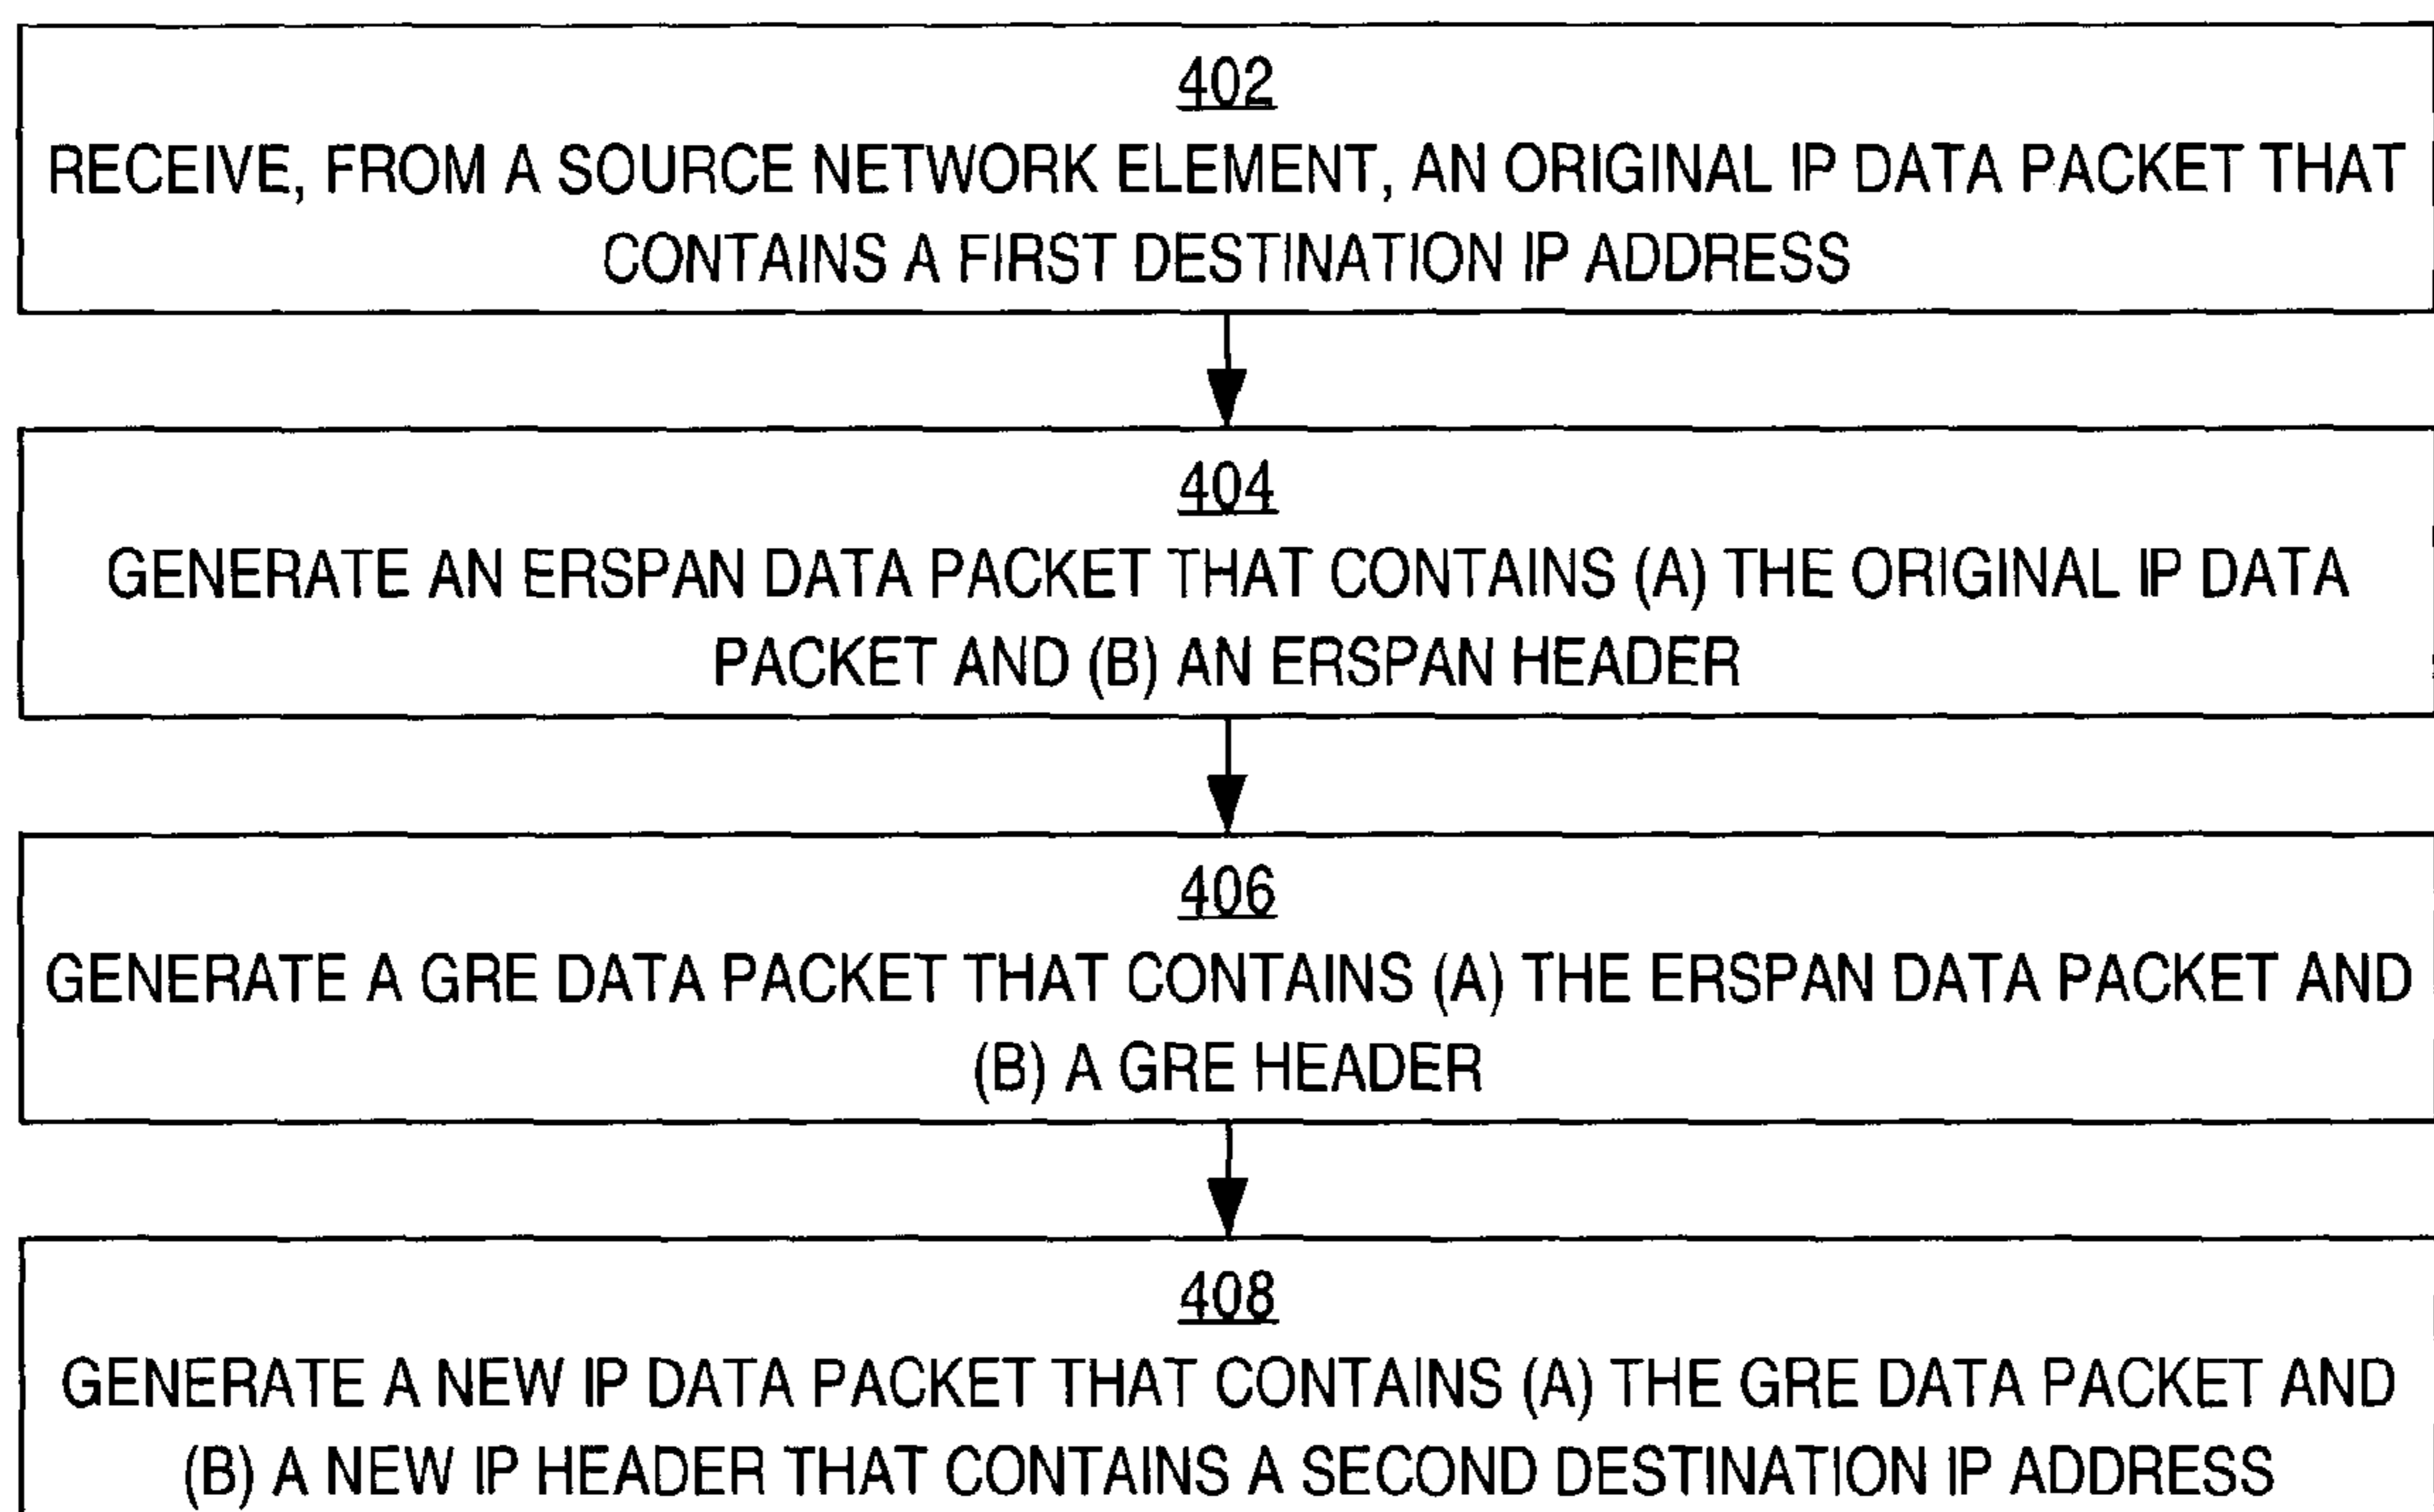 402
RECEIVE, FROM A SOURCE NETWORK ELEMENT, AN ORIGINAL IP DATA PACKET THAT
CONTAINS A FIRST DESTINATION IP ADDRESS
404
GENERATE AN ERSPAN DATA PACKET THAT CONTAINS (A) THE ORIGINAL IP DATA
PACKET AND (B) AN ERSPAN HEADER
406
GENERATE A GRE DATA PACKET THAT CONTAINS (A) THE ERSPAN DATA PACKET AND
(B) A GRE HEADER
408
GENERATE A NEW IP DATA PACKET THAT CONTAINS (A) THE GRE DATA PACKET AND
(B) A NEW IP HEADER THAT CONTAINS A SECOND DESTINATION IP ADDRESS